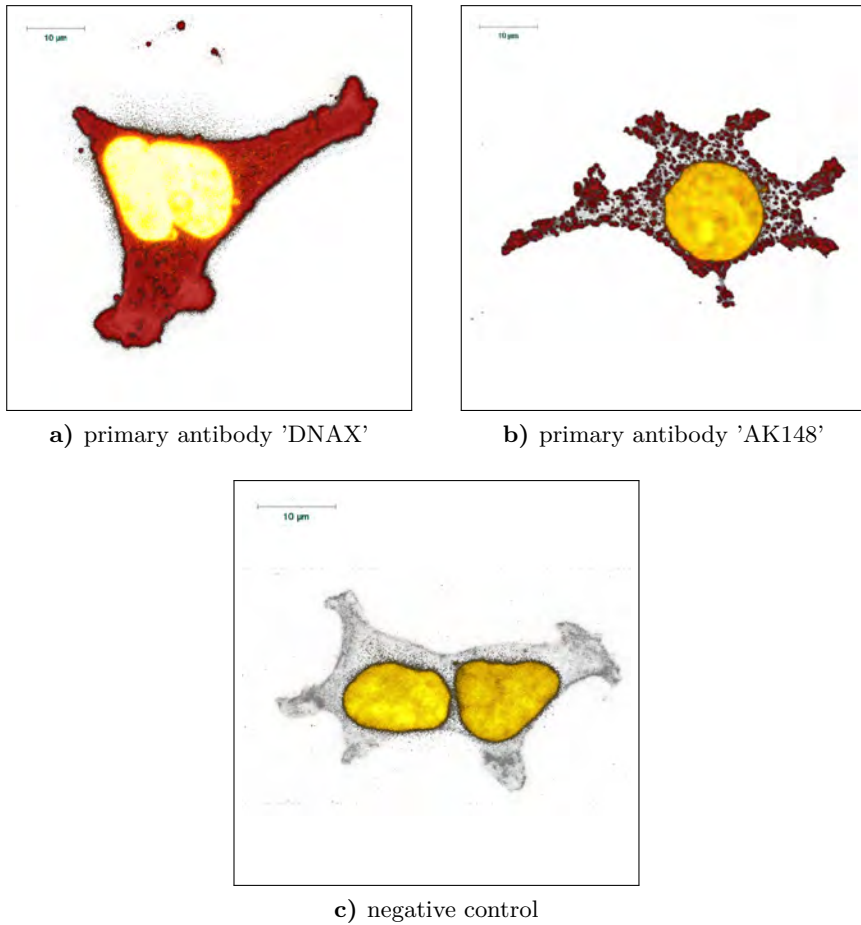 10 µm
10 µm
a) primary antibody 'DNAX'
b) primary antibody 'AK148'
10 µm
c) negative control